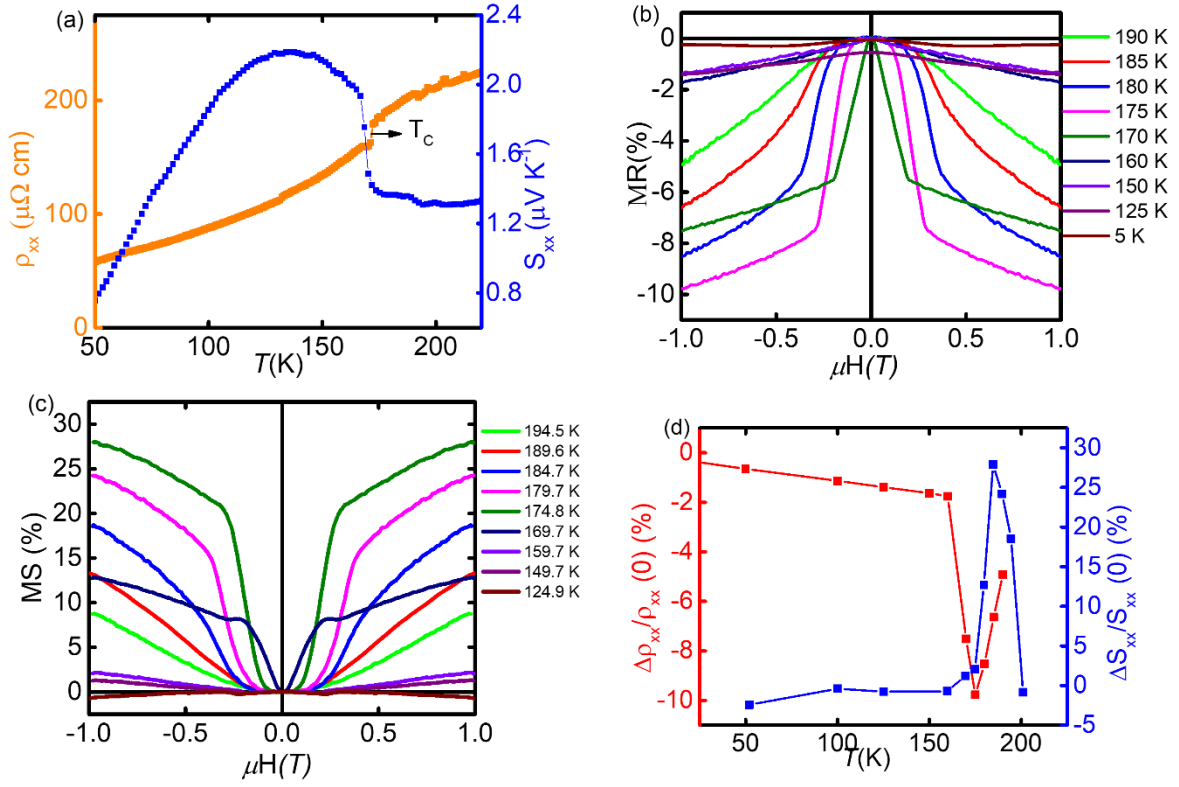 (a)
ρxx (μΩ cm)
200
100
0
TC
2.4
2.1
1.8
1.5
1.2
0.8
Sxx (μV K-1)
50 100 150 200
T(K)
(b)
MR(%)
0
-2
-4
-6
-8
-10
-1.0 -0.5 0.0 0.5 1.0
μH(T)
190 K
185 K
180 K
175 K
170 K
160 K
150 K
125 K
5 K
(c)
MS (%)
30
25
20
15
10
5
0
-1.0 -0.5 0.0 0.5 1.0
μH(T)
194.5 K
189.6 K
184.7 K
179.7 K
174.8 K
169.7 K
159.7 K
149.7 K
124.9 K
(d)
Δρxx/ρxx (0) (%)
0
-2
-4
-6
-8
-10
30
25
20
15
10
5
0
-5
ΔSxx/Sxx (0) (%)
50 100 150 200
T(K)